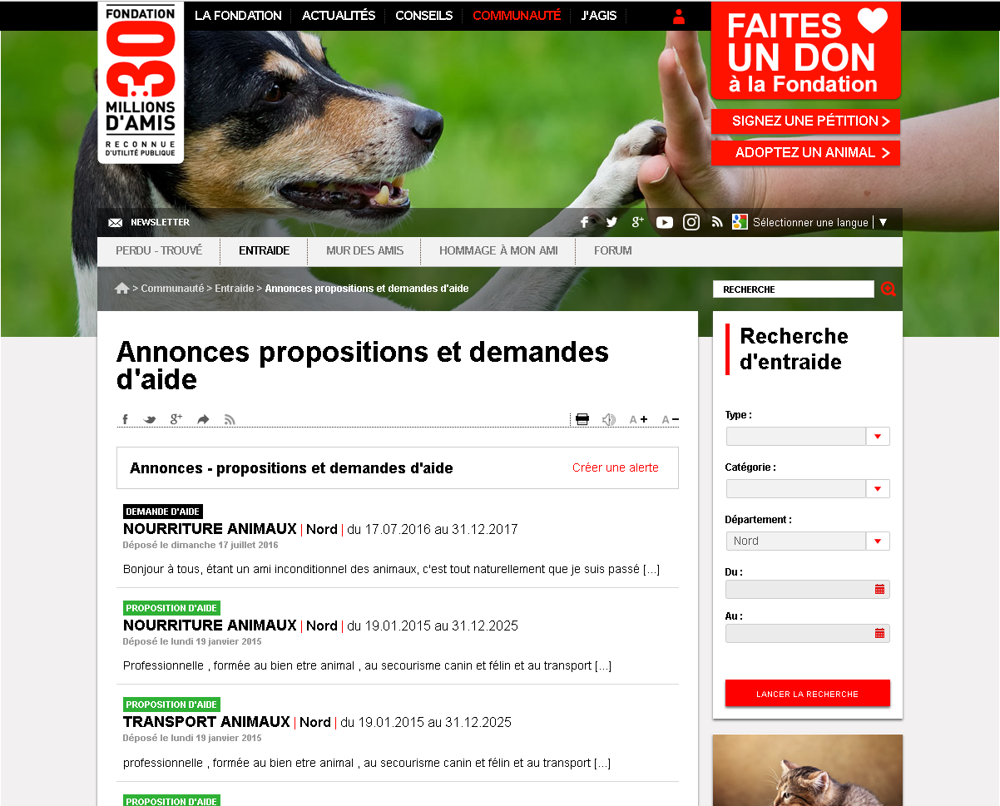 FONDATION
30
MILLIONS
D'AMIS
RECONNUE
D'UTILITÉ PUBLIQUE
LA FONDATION
ACTUALITÉS
CONSEILS
COMMUNAUTÉ
J'AGIS
FAITES
UN DON
à la Fondation
SIGNEZ UNE PÉTITION
ADOPTEZ UN ANIMAL
NEWSLETTER
Sélectionner une langue | ▼
PERDU - TROUVÉ
ENTRAIDE
MUR DES AMIS
HOMMAGE À MON AMI
FORUM
> Communauté > Entraide > Annonces propositions et demandes d'aide
RECHERCHE
Annonces propositions et demandes
d'aide
A +
A -
Annonces - propositions et demandes d'aide
Créer une alerte
DEMANDE D'AIDE
NOURRITURE ANIMAUX | Nord | du 17.07.2016 au 31.12.2017
Déposé le dimanche 17 juillet 2016
Bonjour à tous, étant un ami inconditionnel des animaux, c'est tout naturellement que je suis passé [...]
PROPOSITION D'AIDE
NOURRITURE ANIMAUX | Nord | du 19.01.2015 au 31.12.2025
Déposé le lundi 19 janvier 2015
Professionnelle , formée au bien etre animal , au secourisme canin et félin et au transport [...]
PROPOSITION D'AIDE
TRANSPORT ANIMAUX | Nord | du 19.01.2015 au 31.12.2025
Déposé le lundi 19 janvier 2015
professionnelle , formée au bien etre animal , au secourisme canin et félin et au transport [...]
PROPOSITION D'AIDE
Recherche
d'entraide
Type :
Catégorie :
Département :
Nord
Du :
Au :
LANCER LA RECHERCHE